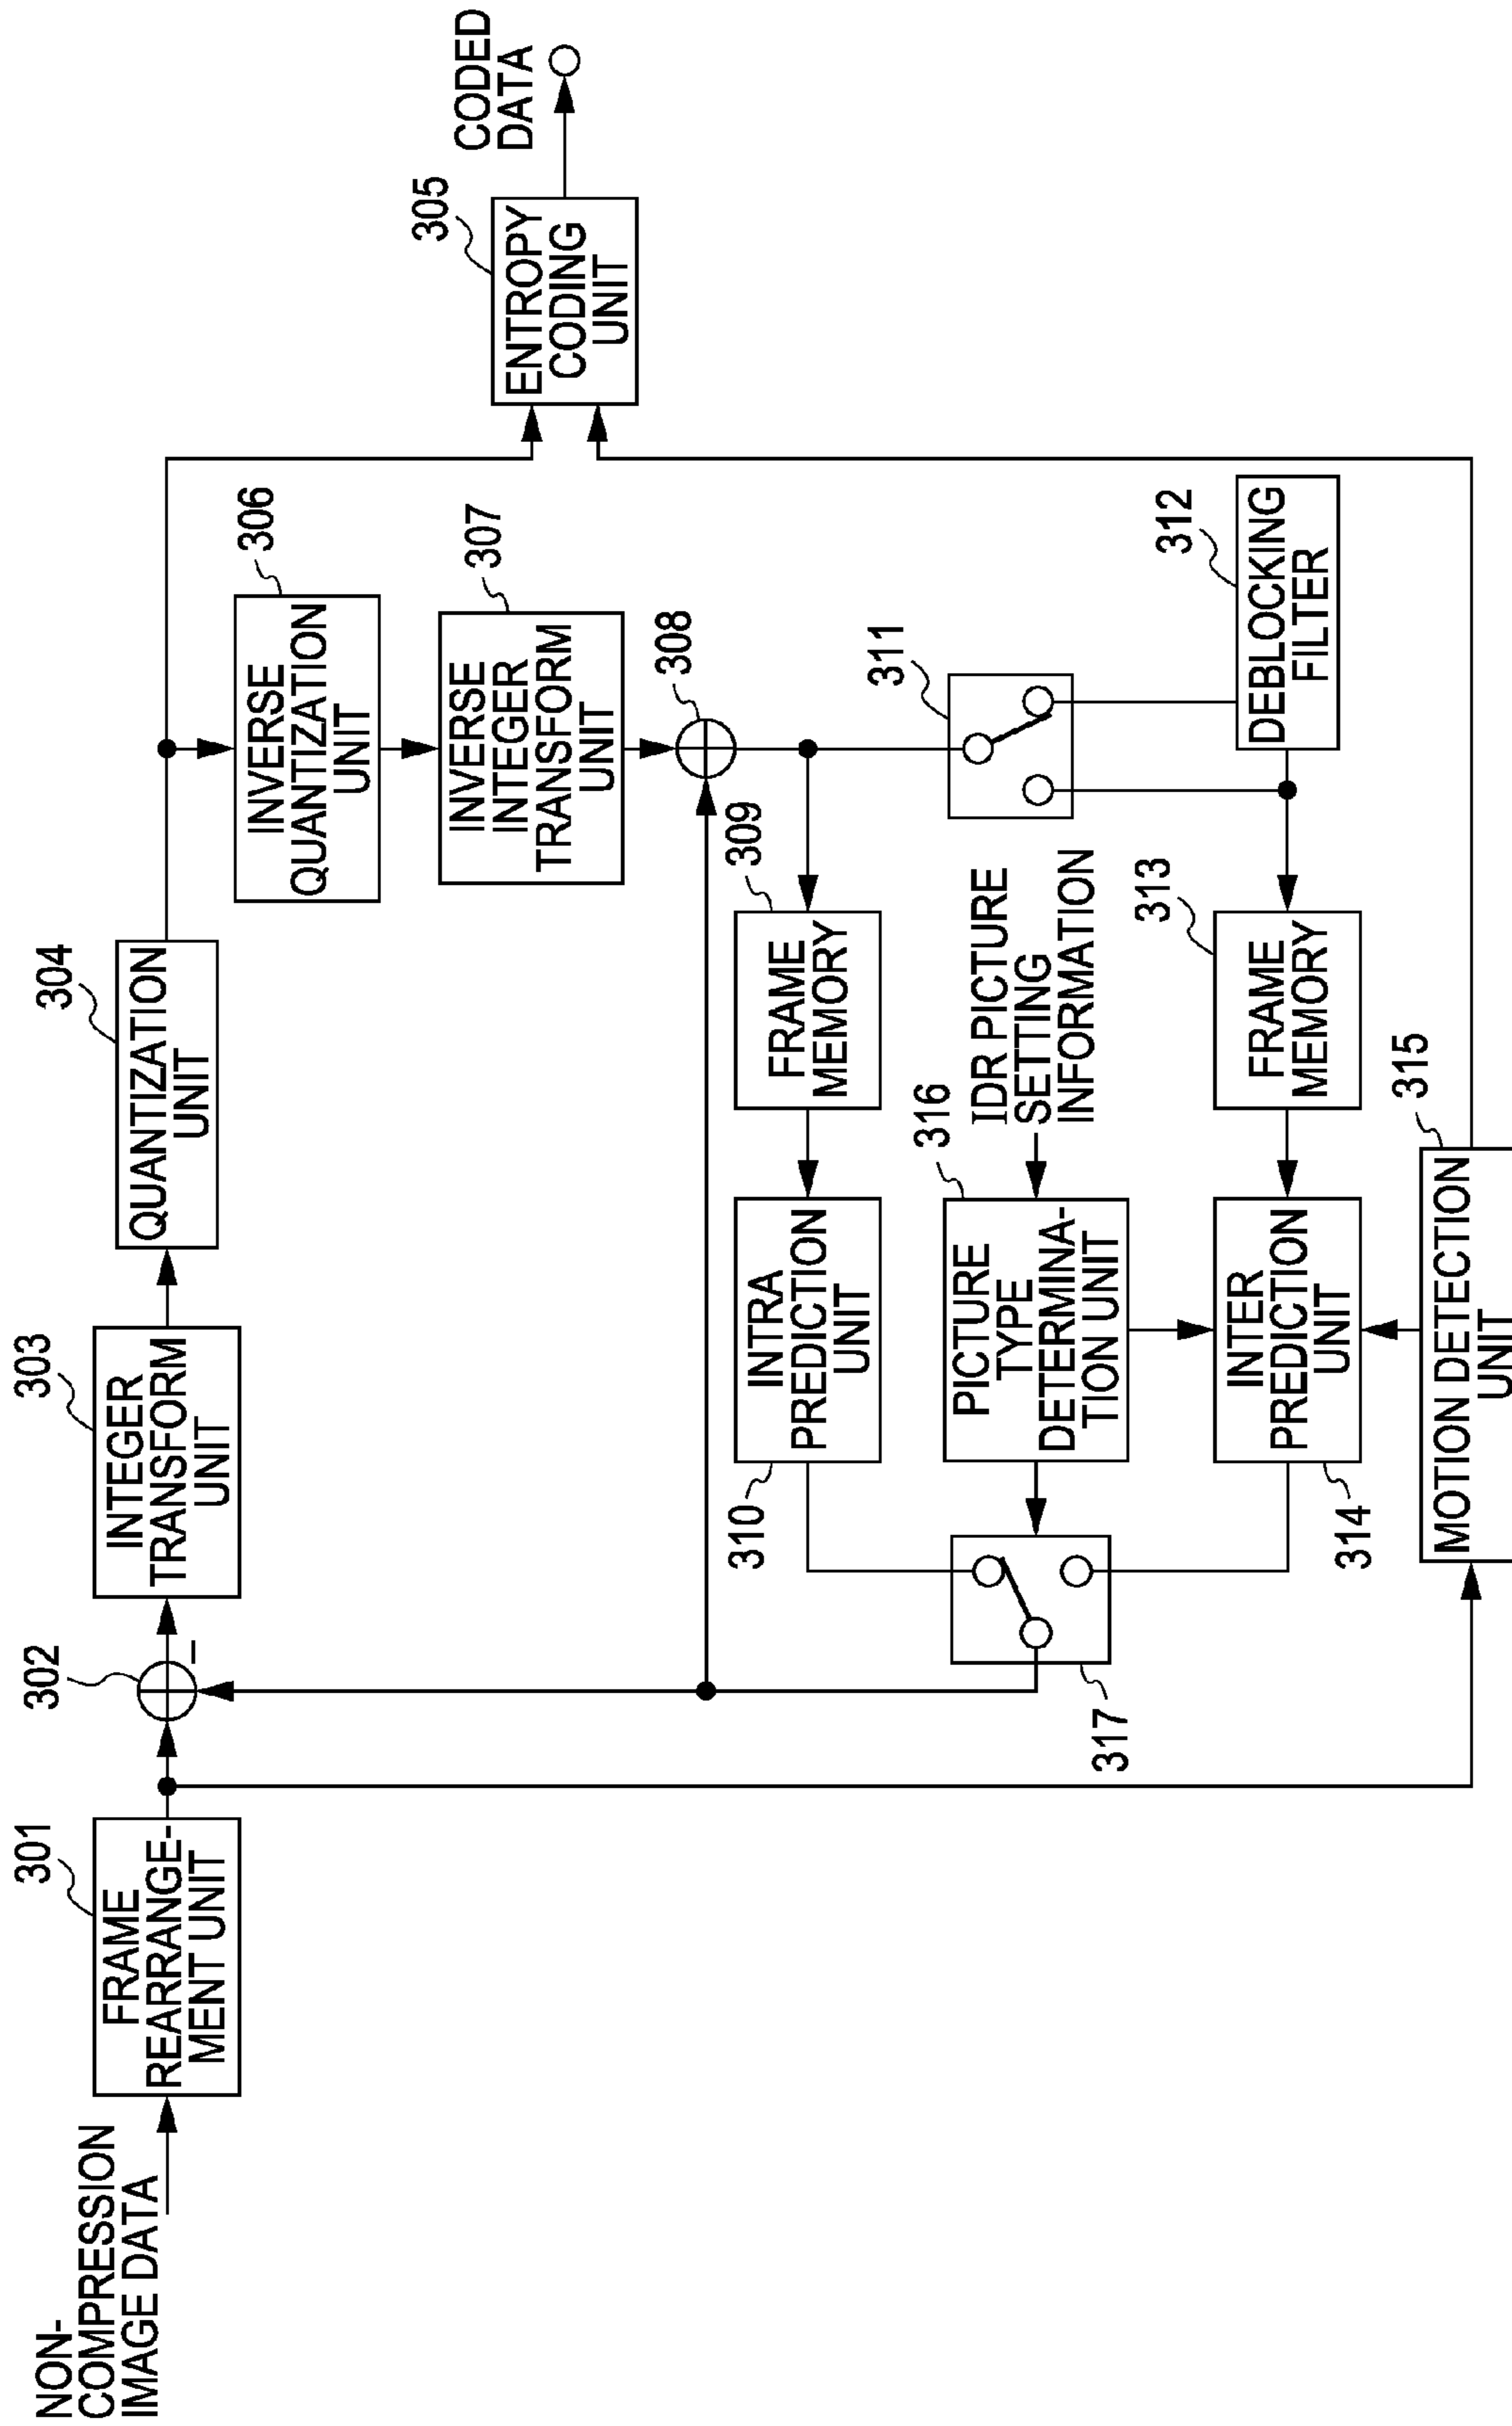 NON-
COMPRESSION
IMAGE DATA
301
FRAME
REARRANGE-
MENT UNIT
302
−
303
INTEGER
TRANSFORM
UNIT
304
QUANTIZATION
UNIT
305
ENTROPY
CODING
UNIT
CODED
DATA
306
INVERSE
QUANTIZATION
UNIT
307
INVERSE
INTEGER
TRANSFORM
UNIT
308
309
FRAME
MEMORY
310
INTRA
PREDICTION
UNIT
311
312
DEBLOCKING
FILTER
313
FRAME
MEMORY
IDR PICTURE
SETTING
INFORMATION
316
PICTURE
TYPE
DETERMINA-
TION UNIT
317
314
INTER
PREDICTION
UNIT
315
MOTION DETECTION
UNIT